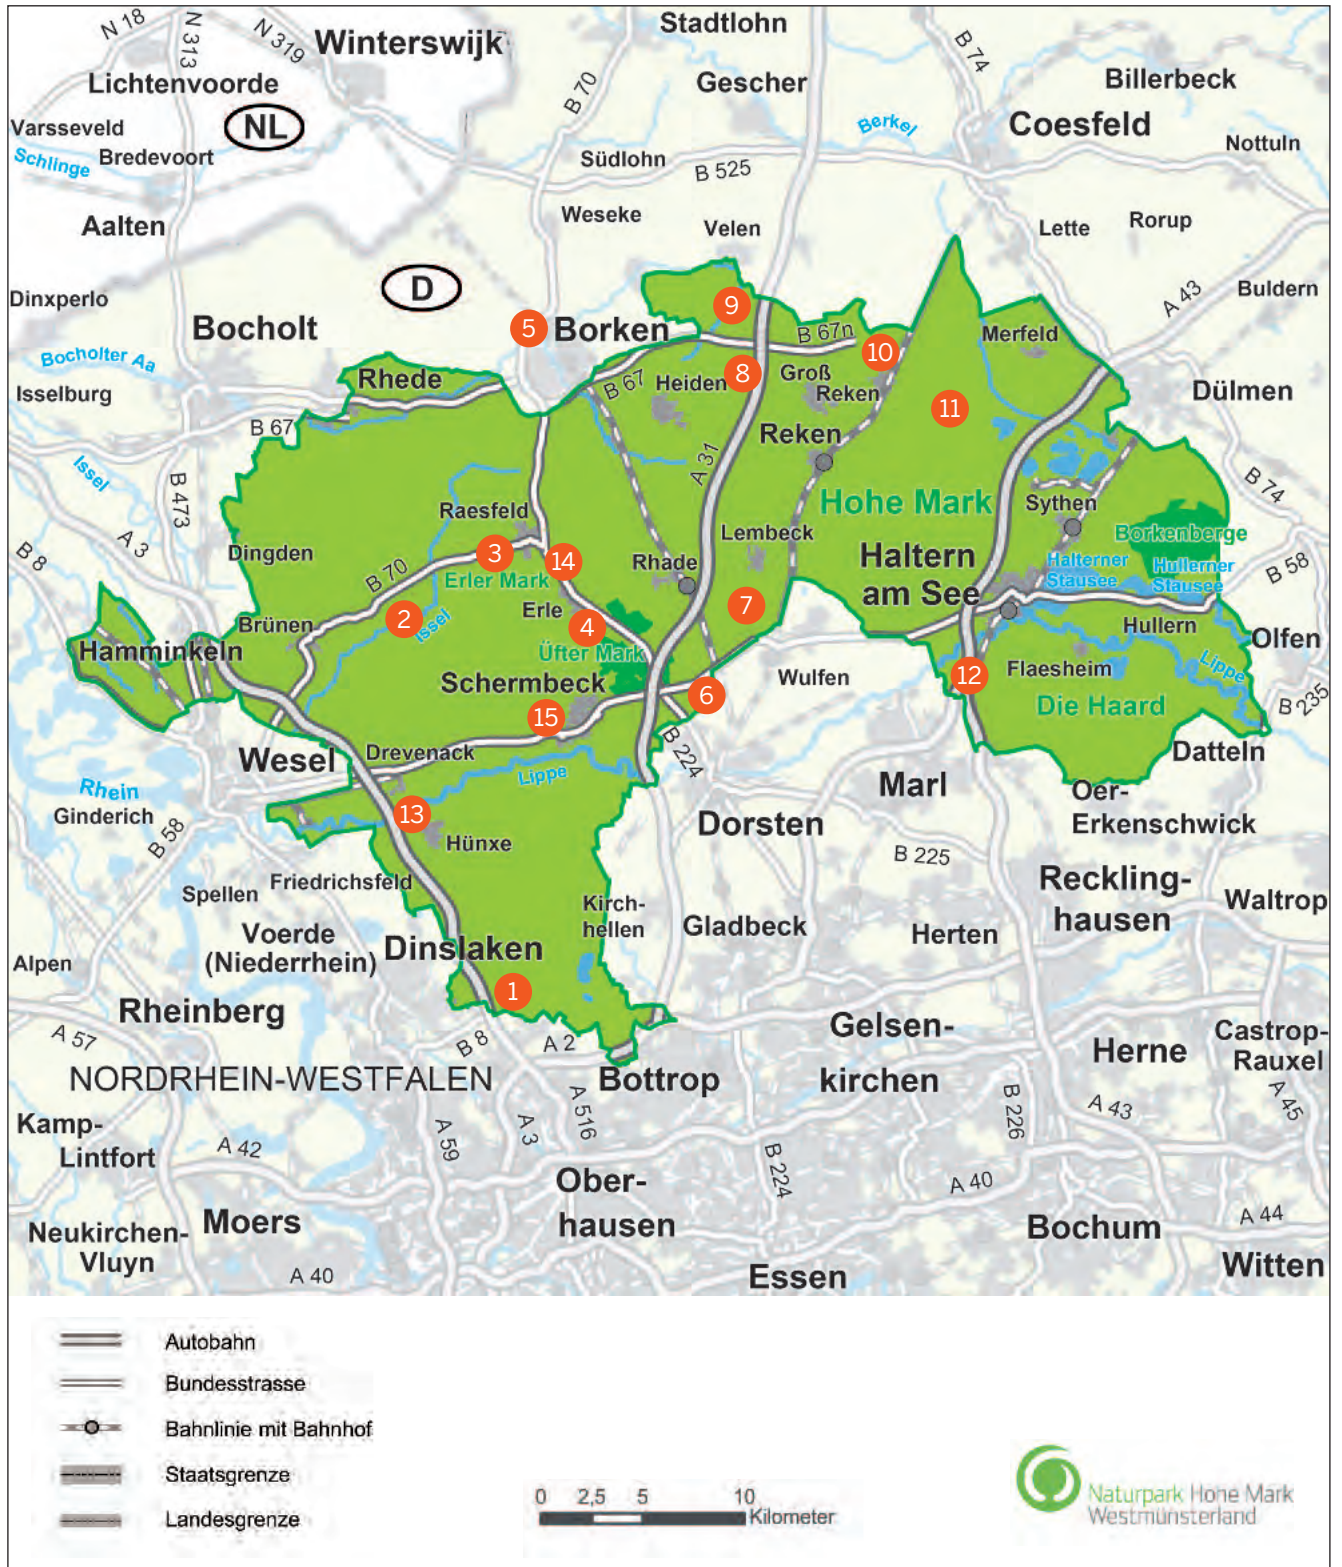 N 18
N 313
N 319
Winterswijk
Stadtlohn
B 74
Lichtenvoorde
B 70
Gescher
Billerbeck
Varsseveld
NL
Berkel
Coesfeld
Schlinge
Bredevoort
Südlohn
B 525
Nottuln
Aalten
Weseke
Velen
Lette
Rorup
D
Dinxperlo
Bocholt
5
Borken
9
B 67n
Merfeld
A 43
Buldern
Bocholter Aa
Isselburg
Rhede
B 67
Heiden
8
Groß
Reken
10
11
Dülmen
B 67
Reken
Issel
B 473
A 31
Hohe Mark
B 74
A 3
Raesfeld
Sythen
B 8
Dingden
3
14
Lembeck
Haltern
am See
Borkenberge
B 70
Erler Mark
Rhade
Halterner
Stausee
Hullerner
Stausee
B 58
2
Issel
Erle
4
7
Brünen
Hullern
Olfen
Hamminkeln
Üfter Mark
Schermbeck
Wulfen
12
Flaesheim
Lippe
6
15
Die Haard
B 235
Wesel
Drevenack
Lippe
B 224
Datteln
Rhein
Ginderich
13
Marl
Oer-
Erkenschwick
B 58
Hünxe
Dorsten
B 225
Spellen
Friedrichsfeld
Kirch-
hellen
Reckling-
hausen
Waltrop
Voerde
(Niederrhein)
Dinslaken
Gladbeck
Herten
Alpen
1
Rheinberg
Gelsen-
kirchen
Castrop-
Rauxel
A 57
B 8
A 2
Herne
NORDRHEIN-WESTFALEN
Bottrop
Kamp-
Lintfort
A 42
A 59
A 3
A 516
B 226
A 43
A 45
B 224
Ober-
hausen
A 40
Neukirchen-
Vluyn
Moers
Bochum
A 44
A 40
Essen
Witten
Autobahn
Bundesstrasse
Bahnlinie mit Bahnhof
Staatsgrenze
Landesgrenze
0 2,5 5 10
Kilometer
Naturpark Hohe Mark
Westmünsterland